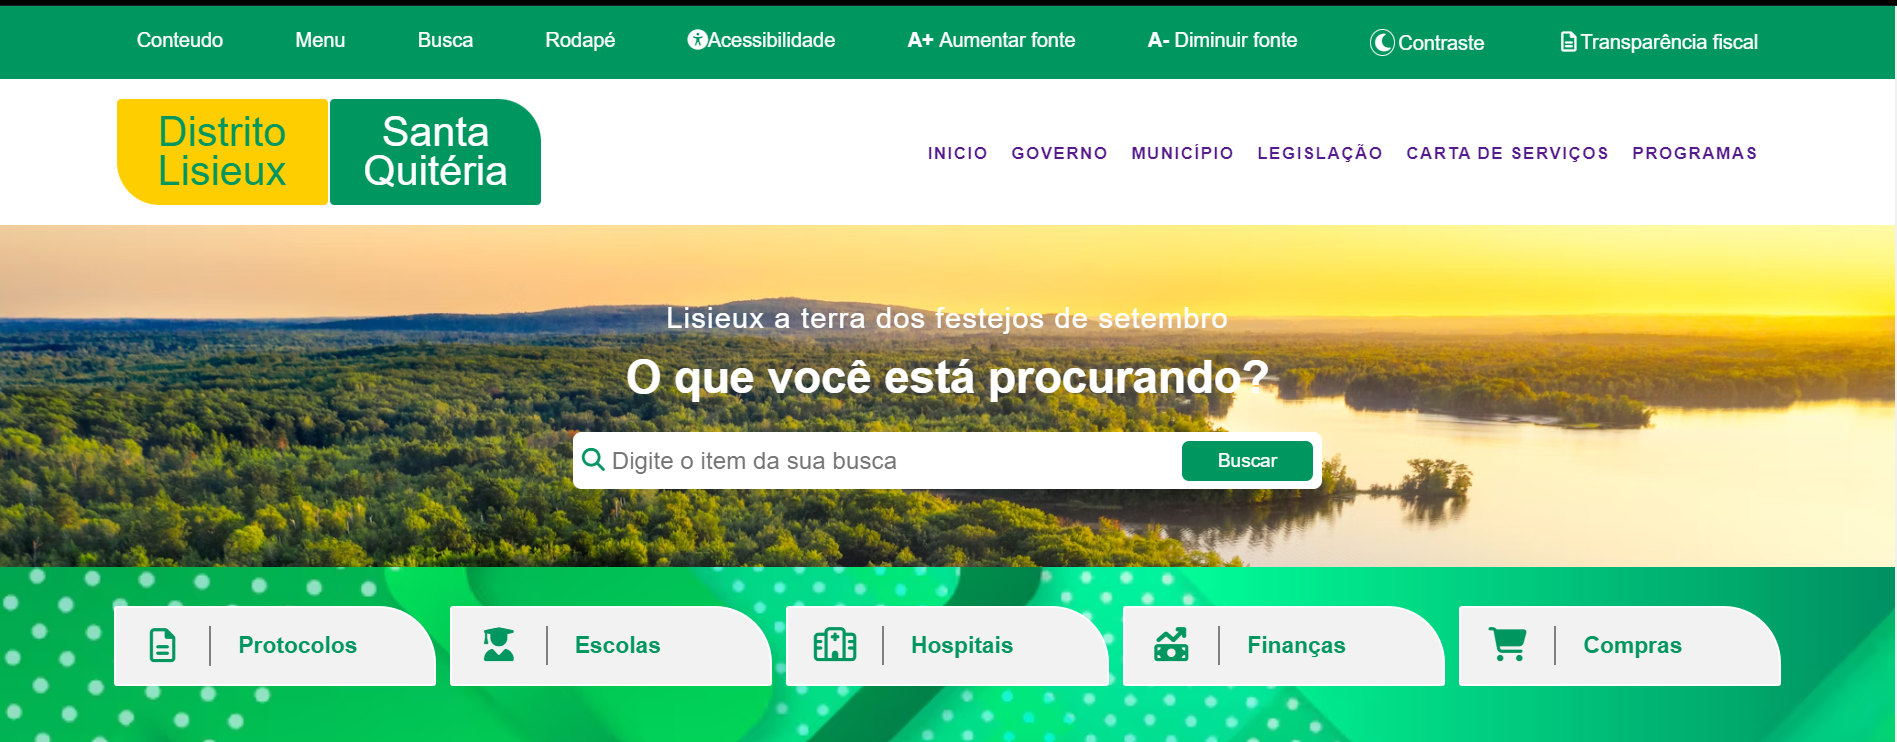 Conteudo Menu Busca Rodapé Acessibilidade A+ Aumentar fonte A- Diminuir fonte Contraste Transparência fiscal
Distrito
Lisieux
Santa
Quitéria
INICIO GOVERNO MUNICÍPIO LEGISLAÇÃO CARTA DE SERVIÇOS PROGRAMAS
Lisieux a terra dos festejos de setembro
O que você está procurando?
Digite o item da sua busca Buscar
Protocolos Escolas Hospitais Finanças Compras